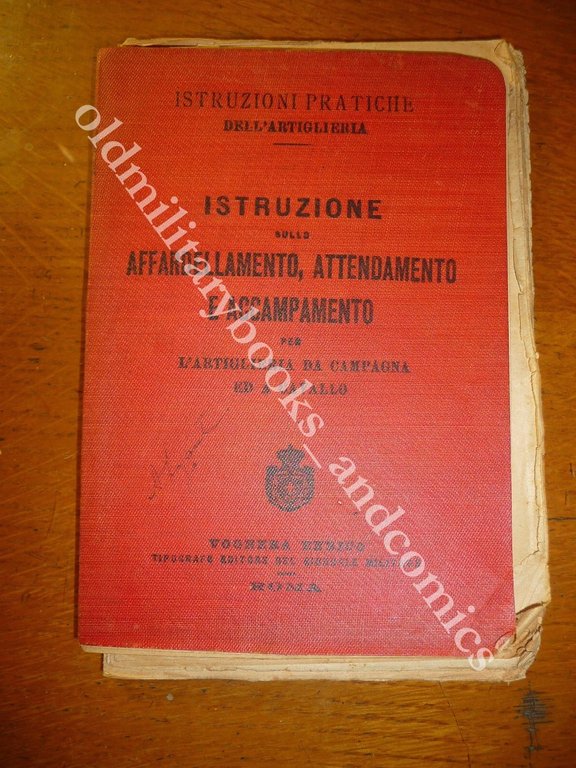 ISTRUZIONI PRATICHE
DELL'ARTIGLIERIA
ISTRUZIONE
SULLO
AFFARDELLAMENTO, ATTENDAMENTO
E ACCAMPAMENTO
PER
L'ARTIGLIERIA DA CAMPAGNA
ED A CAVALLO
VOGHERA ENRICO
TIPOGRAFO EDITORE DEL GIORNALE MILITARE
ROMA
oldmilitarybooks_andcomics